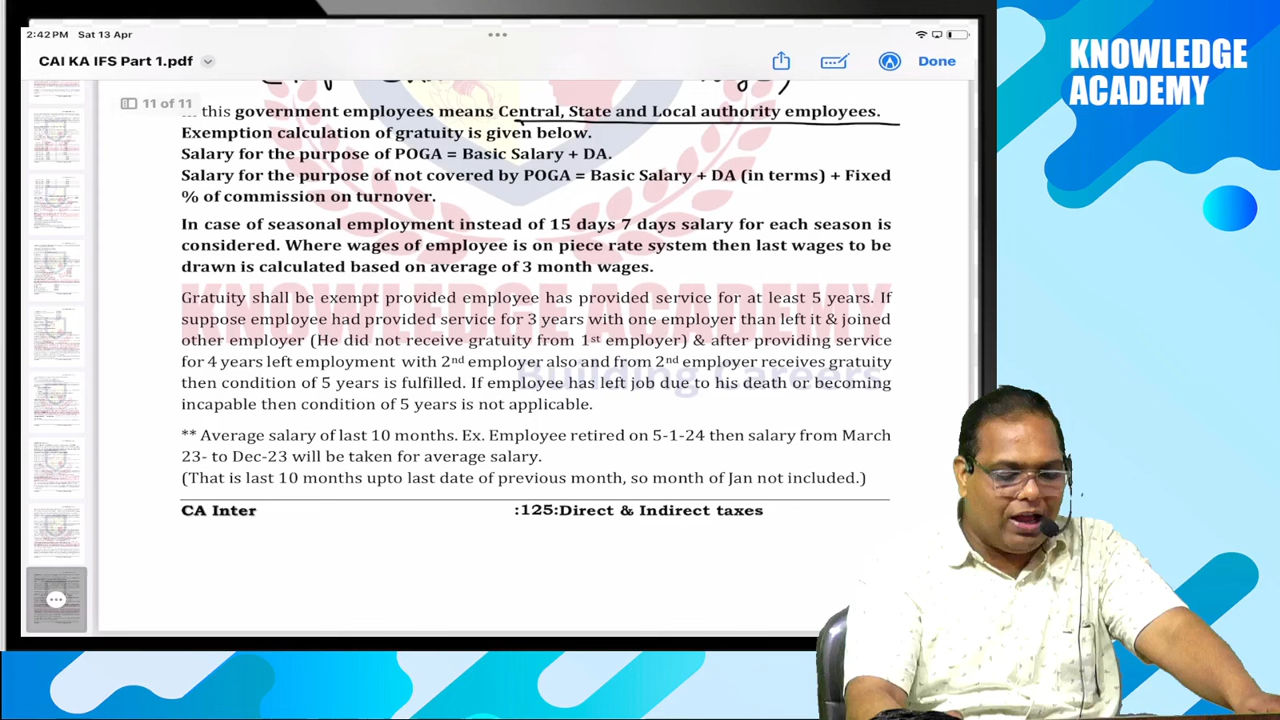 2:42 PM Sat 13 Apr
CAI KA IFS Part 1.pdf
Done
KNOWLEDGE
ACADEMY
11 of 11
this government employees means Central, State and Local authority employees.
Exemption calculation of gratuity is given below.
Salary for the purpose of POGA = Basic Salary + DA.
Salary for the purpose of not covered by POGA = Basic Salary + DA (in terms) + Fixed
% of commission on turnover.
In case of seasonal employment instead of 15 days 7 days salary for each season is
considered. Where wages of employee is on piece rate system then last wages to be
drawn is calculated based on average of 3 month wages.
Gratuity shall be exempt provided employee has provided service for at least 5 years. If
suppose employee had provided service for 3 years with one employer then left it & joined
other employer (he did not receive gratuity from 1st employer) & after providing service
for years left employment with 2nd employer also and from 2nd employer receives gratuity
then condition of 5 years is fulfilled. If employee has left job due to his death or becoming
then condition of 5 years is not applicable.
** Average salary of last 10 months. If employee retired on 5-1-24 then salary from March
23 to Dec-23 will be taken for average salary.
(This is last 10 months upto last date of previous month, so month of Jan not included.)
CA Inter :125: Direct & Indirect taxes